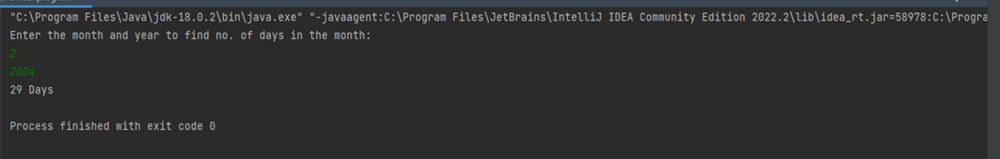 "C:\Program Files\Java\jdk-18.0.2\bin\java.exe" "-javaagent:C:\Program Files\JetBrains\IntelliJ IDEA Community Edition 2022.2\lib\idea_rt.jar=58978:C:\Progra
Enter the month and year to find no. of days in the month:
2
2004
29 Days
Process finished with exit code 0